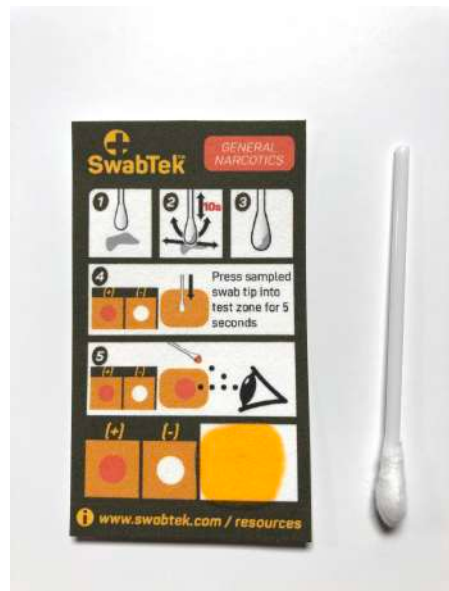 SwabTek
GENERAL
NARCOTICS
1
2
10s
3
4
(+) (-)
Press sampled
swab tip into
test zone for 5
seconds
5
(+) (-)
(+) (-)
i www.swabtek.com / resources